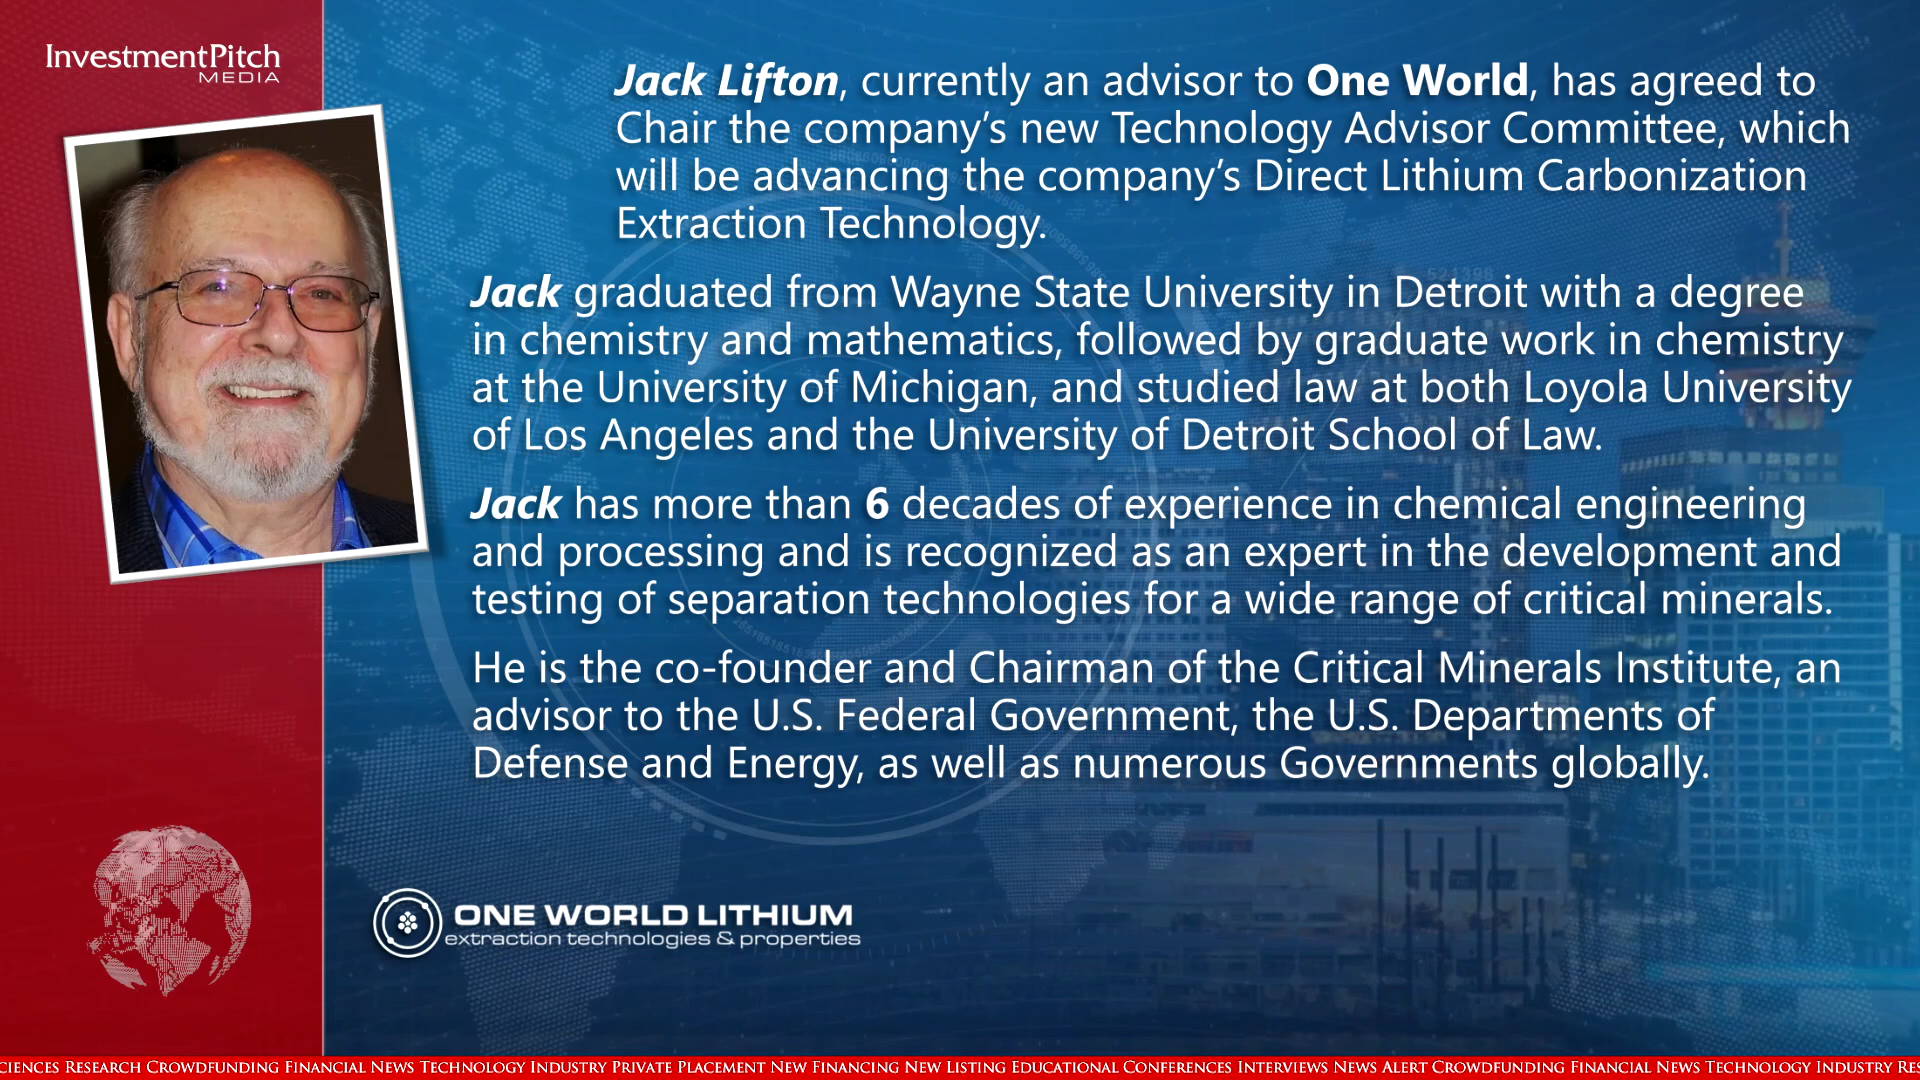 InvestmentPitch
MEDIA
Jack Lifton, currently an advisor to One World, has agreed to
Chair the company's new Technology Advisor Committee, which
will be advancing the company's Direct Lithium Carbonization
Extraction Technology.
Jack graduated from Wayne State University in Detroit with a degree
in chemistry and mathematics, followed by graduate work in chemistry
at the University of Michigan, and studied law at both Loyola University
of Los Angeles and the University of Detroit School of Law.
Jack has more than 6 decades of experience in chemical engineering
and processing and is recognized as an expert in the development and
testing of separation technologies for a wide range of critical minerals.
He is the co-founder and Chairman of the Critical Minerals Institute, an
advisor to the U.S. Federal Government, the U.S. Departments of
Defense and Energy, as well as numerous Governments globally.
ONE WORLD LITHIUM
extraction technologies & properties
CIENCES RESEARCH CROWDFUNDING FINANCIAL NEWS TECHNOLOGY INDUSTRY PRIVATE PLACEMENT NEW FINANCING NEW LISTING EDUCATIONAL CONFERENCES INTERVIEWS NEWS ALERT CROWDFUNDING FINANCIAL NEWS TECHNOLOGY INDUSTRY RES